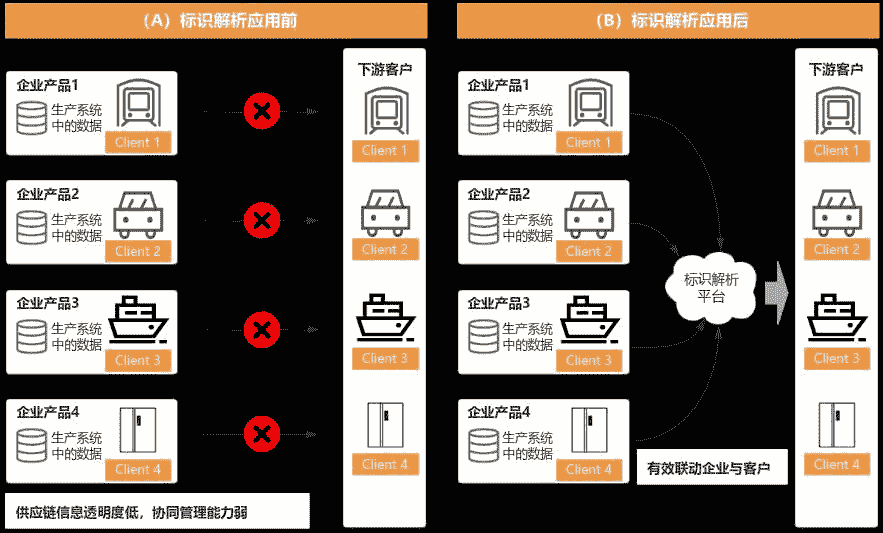 （A）标识解析应用前
企业产品1
生产系统
中的数据
Client 1
企业产品2
生产系统
中的数据
Client 2
企业产品3
生产系统
中的数据
Client 3
企业产品4
生产系统
中的数据
Client 4
下游客户
Client 1
Client 2
Client 3
Client 4
供应链信息透明度低，协同管理能力弱
（B）标识解析应用后
企业产品1
生产系统
中的数据
Client 1
企业产品2
生产系统
中的数据
Client 2
企业产品3
生产系统
中的数据
Client 3
企业产品4
生产系统
中的数据
Client 4
标识解析
平台
有效联动企业与客户
下游客户
Client 1
Client 2
Client 3
Client 4